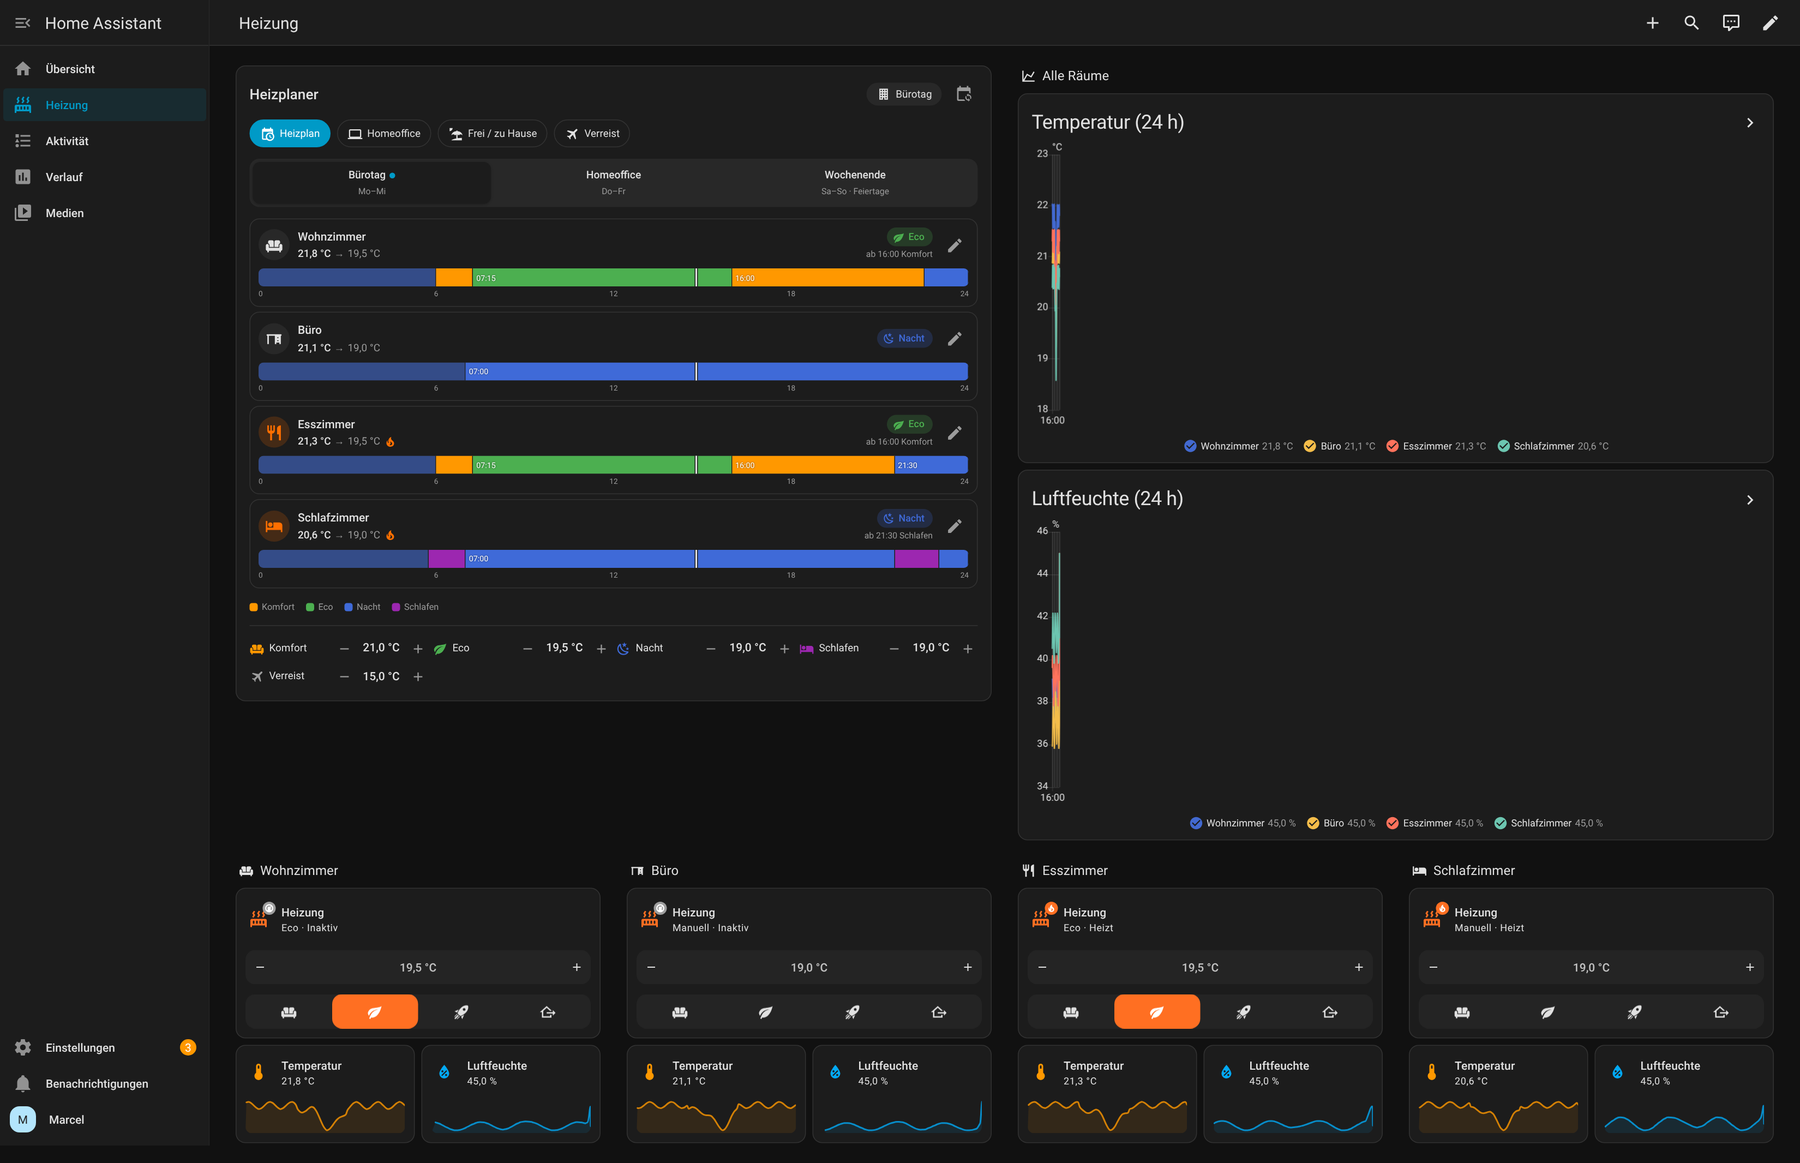 Home Assistant
Heizung
Übersicht
Heizung
Aktivität
Verlauf
Medien
Einstellungen 3
Benachrichtigungen
M Marcel
Heizplaner
Bürotag
Heizplan Homeoffice Frei / zu Hause Verreist
Bürotag Homeoffice Wochenende
Mo–Mi Do–Fr Sa–So · Feiertage
Wohnzimmer Eco
21,8 °C → 19,5 °C ab 16:00 Komfort
07:15 16:00
0 6 12 18 24
Büro Nacht
21,1 °C → 19,0 °C
07:00
0 6 12 18 24
Esszimmer Eco
21,3 °C → 19,5 °C ab 16:00 Komfort
07:15 16:00 21:30
0 6 12 18 24
Schlafzimmer Nacht
20,6 °C → 19,0 °C ab 21:30 Schlafen
07:00
0 6 12 18 24
Komfort Eco Nacht Schlafen
Komfort − 21,0 °C + Eco − 19,5 °C + Nacht − 19,0 °C + Schlafen − 19,0 °C +
Verreist − 15,0 °C +
Alle Räume
Temperatur (24 h)
°C
23
22
21
20
19
18
16:00
Wohnzimmer 21,8 °C Büro 21,1 °C Esszimmer 21,3 °C Schlafzimmer 20,6 °C
Luftfeuchte (24 h)
%
46
44
42
40
38
36
34
16:00
Wohnzimmer 45,0 % Büro 45,0 % Esszimmer 45,0 % Schlafzimmer 45,0 %
Wohnzimmer
Heizung
Eco · Inaktiv
− 19,5 °C +
Temperatur
21,8 °C
Luftfeuchte
45,0 %
Büro
Heizung
Manuell · Inaktiv
− 19,0 °C +
Temperatur
21,1 °C
Luftfeuchte
45,0 %
Esszimmer
Heizung
Eco · Heizt
− 19,5 °C +
Temperatur
21,3 °C
Luftfeuchte
45,0 %
Schlafzimmer
Heizung
Manuell · Heizt
− 19,0 °C +
Temperatur
20,6 °C
Luftfeuchte
45,0 %